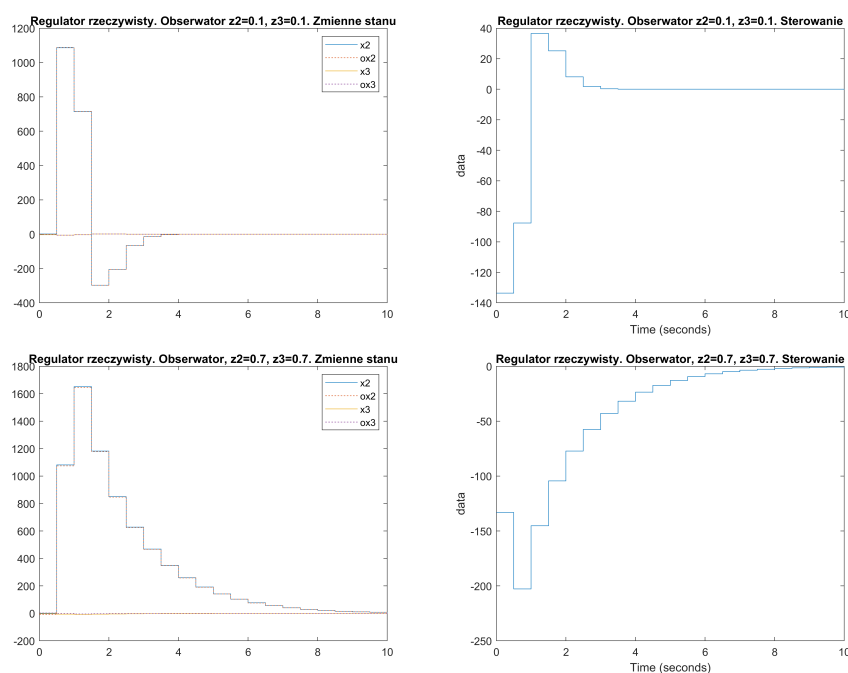 Regulator rzeczywisty. Obserwator z2=0.1, z3=0.1. Zmienne stanu
1200
1000
800
600
400
200
0
-200
-400
0 2 4 6 8 10
x2
ox2
x3
ox3
Regulator rzeczywisty. Obserwator z2=0.1, z3=0.1. Sterowanie
40
20
0
-20
-40
-60
-80
-100
-120
-140
data
0 2 4 6 8 10
Time (seconds)
Regulator rzeczywisty. Obserwator, z2=0.7, z3=0.7. Zmienne stanu
1800
1600
1400
1200
1000
800
600
400
200
0
-200
0 2 4 6 8 10
x2
ox2
x3
ox3
Regulator rzeczywisty. Obserwator, z2=0.7, z3=0.7. Sterowanie
0
-50
-100
-150
-200
-250
data
0 2 4 6 8 10
Time (seconds)